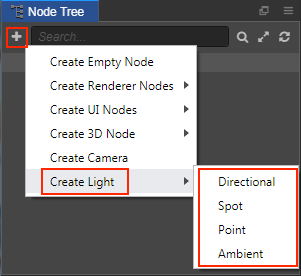 Node Tree
Search...
Create Empty Node
Create Renderer Nodes
Create UI Nodes
Create 3D Node
Create Camera
Create Light
Directional
Spot
Point
Ambient